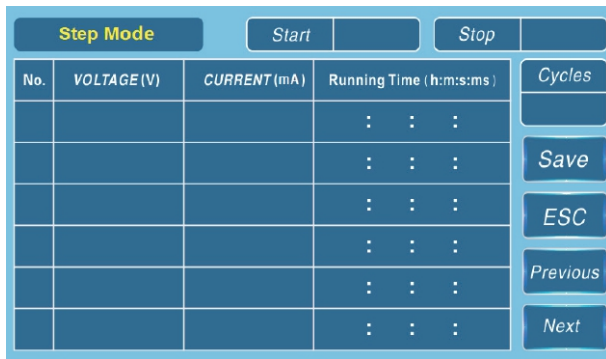 Step Mode Start Stop
No. VOLTAGE(V) CURRENT(mA) Running Time (h:m:s:ms) Cycles
: : :
: : :
Save
: : :
ESC
: : :
: : :
Previous
: : :
Next